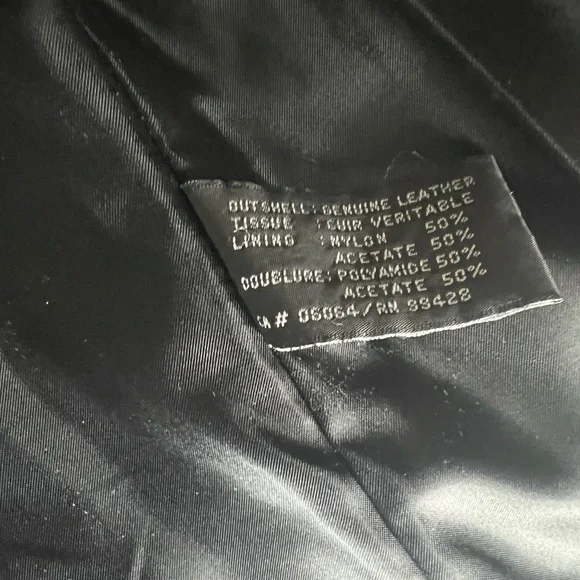 OUTSHELL: GENUINE LEATHER
TISSUE : CUIR VERITABLE
LINING : NYLON 50%
ACETATE 50%
DOUBLURE: POLYAMIDE 50%
ACETATE 50%
CA # 06064/RN 99428